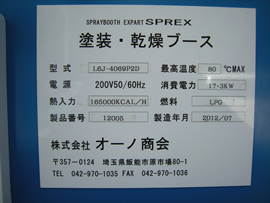 SPRAYBOOTH EXPART SPREX
塗装・乾燥ブース
型式 L6J-4069P2D 最高温度 80 ℃MAX
電源 200V50/60Hz 消費電力 17-3KW
熱入力 165000KCAL/H 燃料 LPG
製品番号 12005 製造年月 2012/07
株式会社 オーノ商会
〒357-0124 埼玉県飯能市原市場80-1
TEL 042-970-1035 FAX 042-970-1036